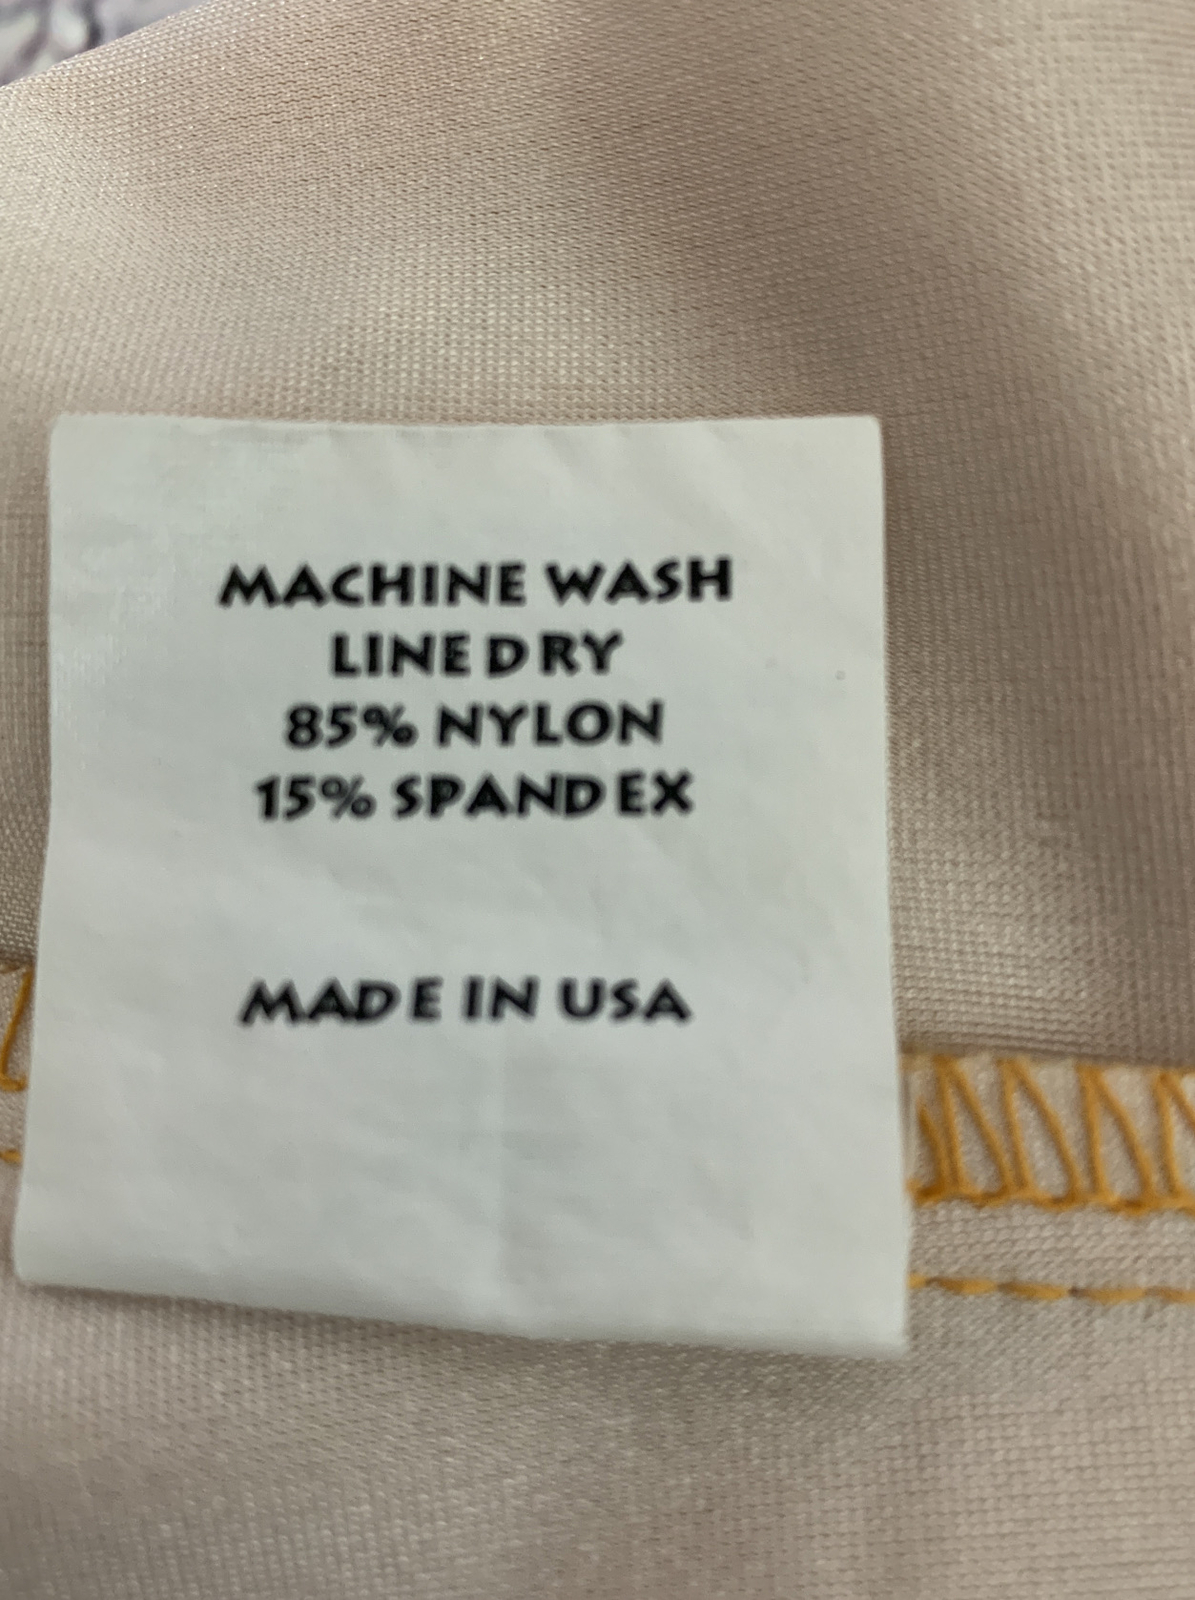 MACHINE WASH
LINE DRY
85% NYLON
15% SPANDEX
MADE IN USA